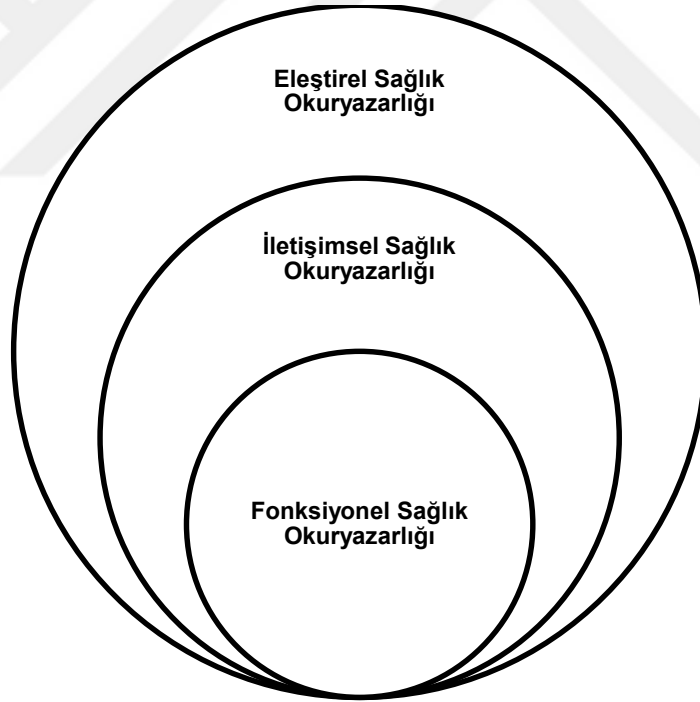 Eleştirel Sağlık
Okuryazarlığı
İletişimsel Sağlık
Okuryazarlığı
Fonksiyonel Sağlık
Okuryazarlığı